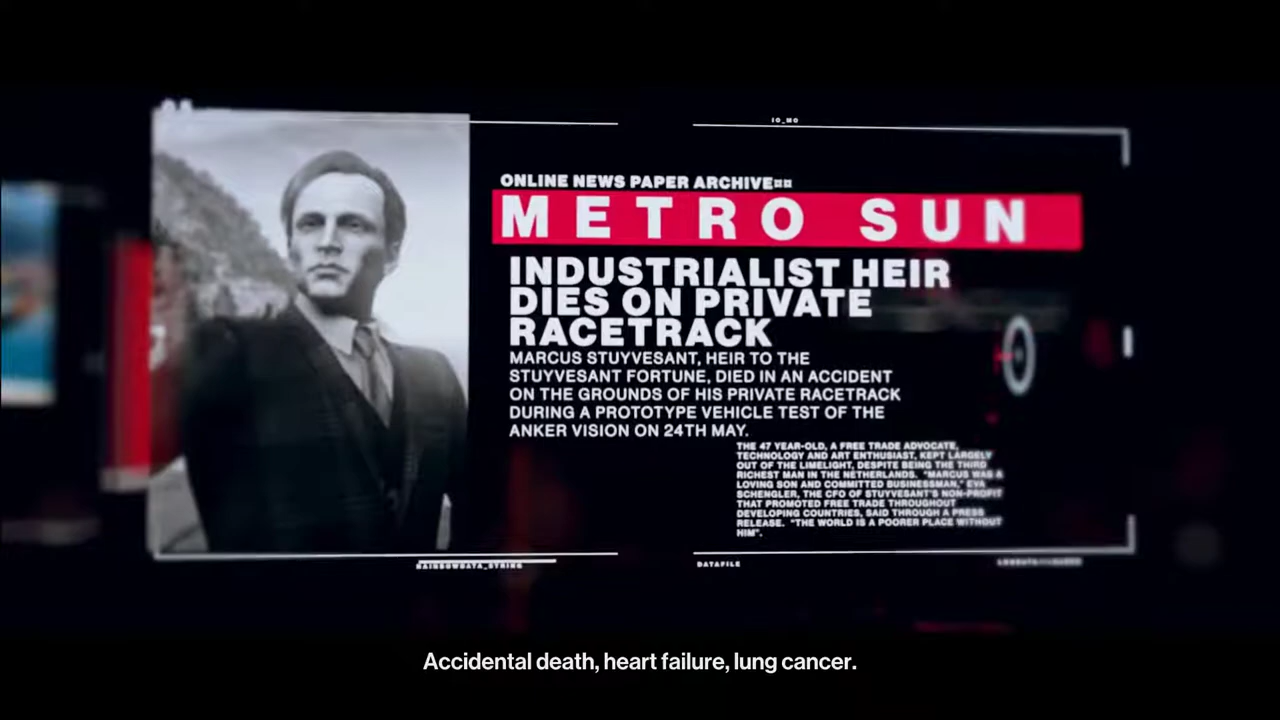 IO_MO
ONLINE NEWS PAPER ARCHIVE¤¤
METRO SUN
INDUSTRIALIST HEIR
DIES ON PRIVATE
RACETRACK
MARCUS STUYVESANT, HEIR TO THE
STUYVESANT FORTUNE, DIED IN AN ACCIDENT
ON THE GROUNDS OF HIS PRIVATE RACETRACK
DURING A PROTOTYPE VEHICLE TEST OF THE
ANKER VISION ON 24TH MAY.
THE 47 YEAR-OLD, A FREE TRADE ADVOCATE,
TECHNOLOGY AND ART ENTHUSIAST, KEPT LARGELY
OUT OF THE LIMELIGHT, DESPITE BEING THE THIRD
RICHEST MAN IN THE NETHERLANDS. "MARCUS WAS A
LOVING SON AND COMMITTED BUSINESSMAN," EVA
SCHENGLER, THE CFO OF STUYVESANT'S NON-PROFIT
THAT PROMOTED FREE TRADE THROUGHOUT
DEVELOPING COUNTRIES, SAID THROUGH A PRESS
RELEASE. "THE WORLD IS A POORER PLACE WITHOUT
HIM".
DATAFILE
Accidental death, heart failure, lung cancer.